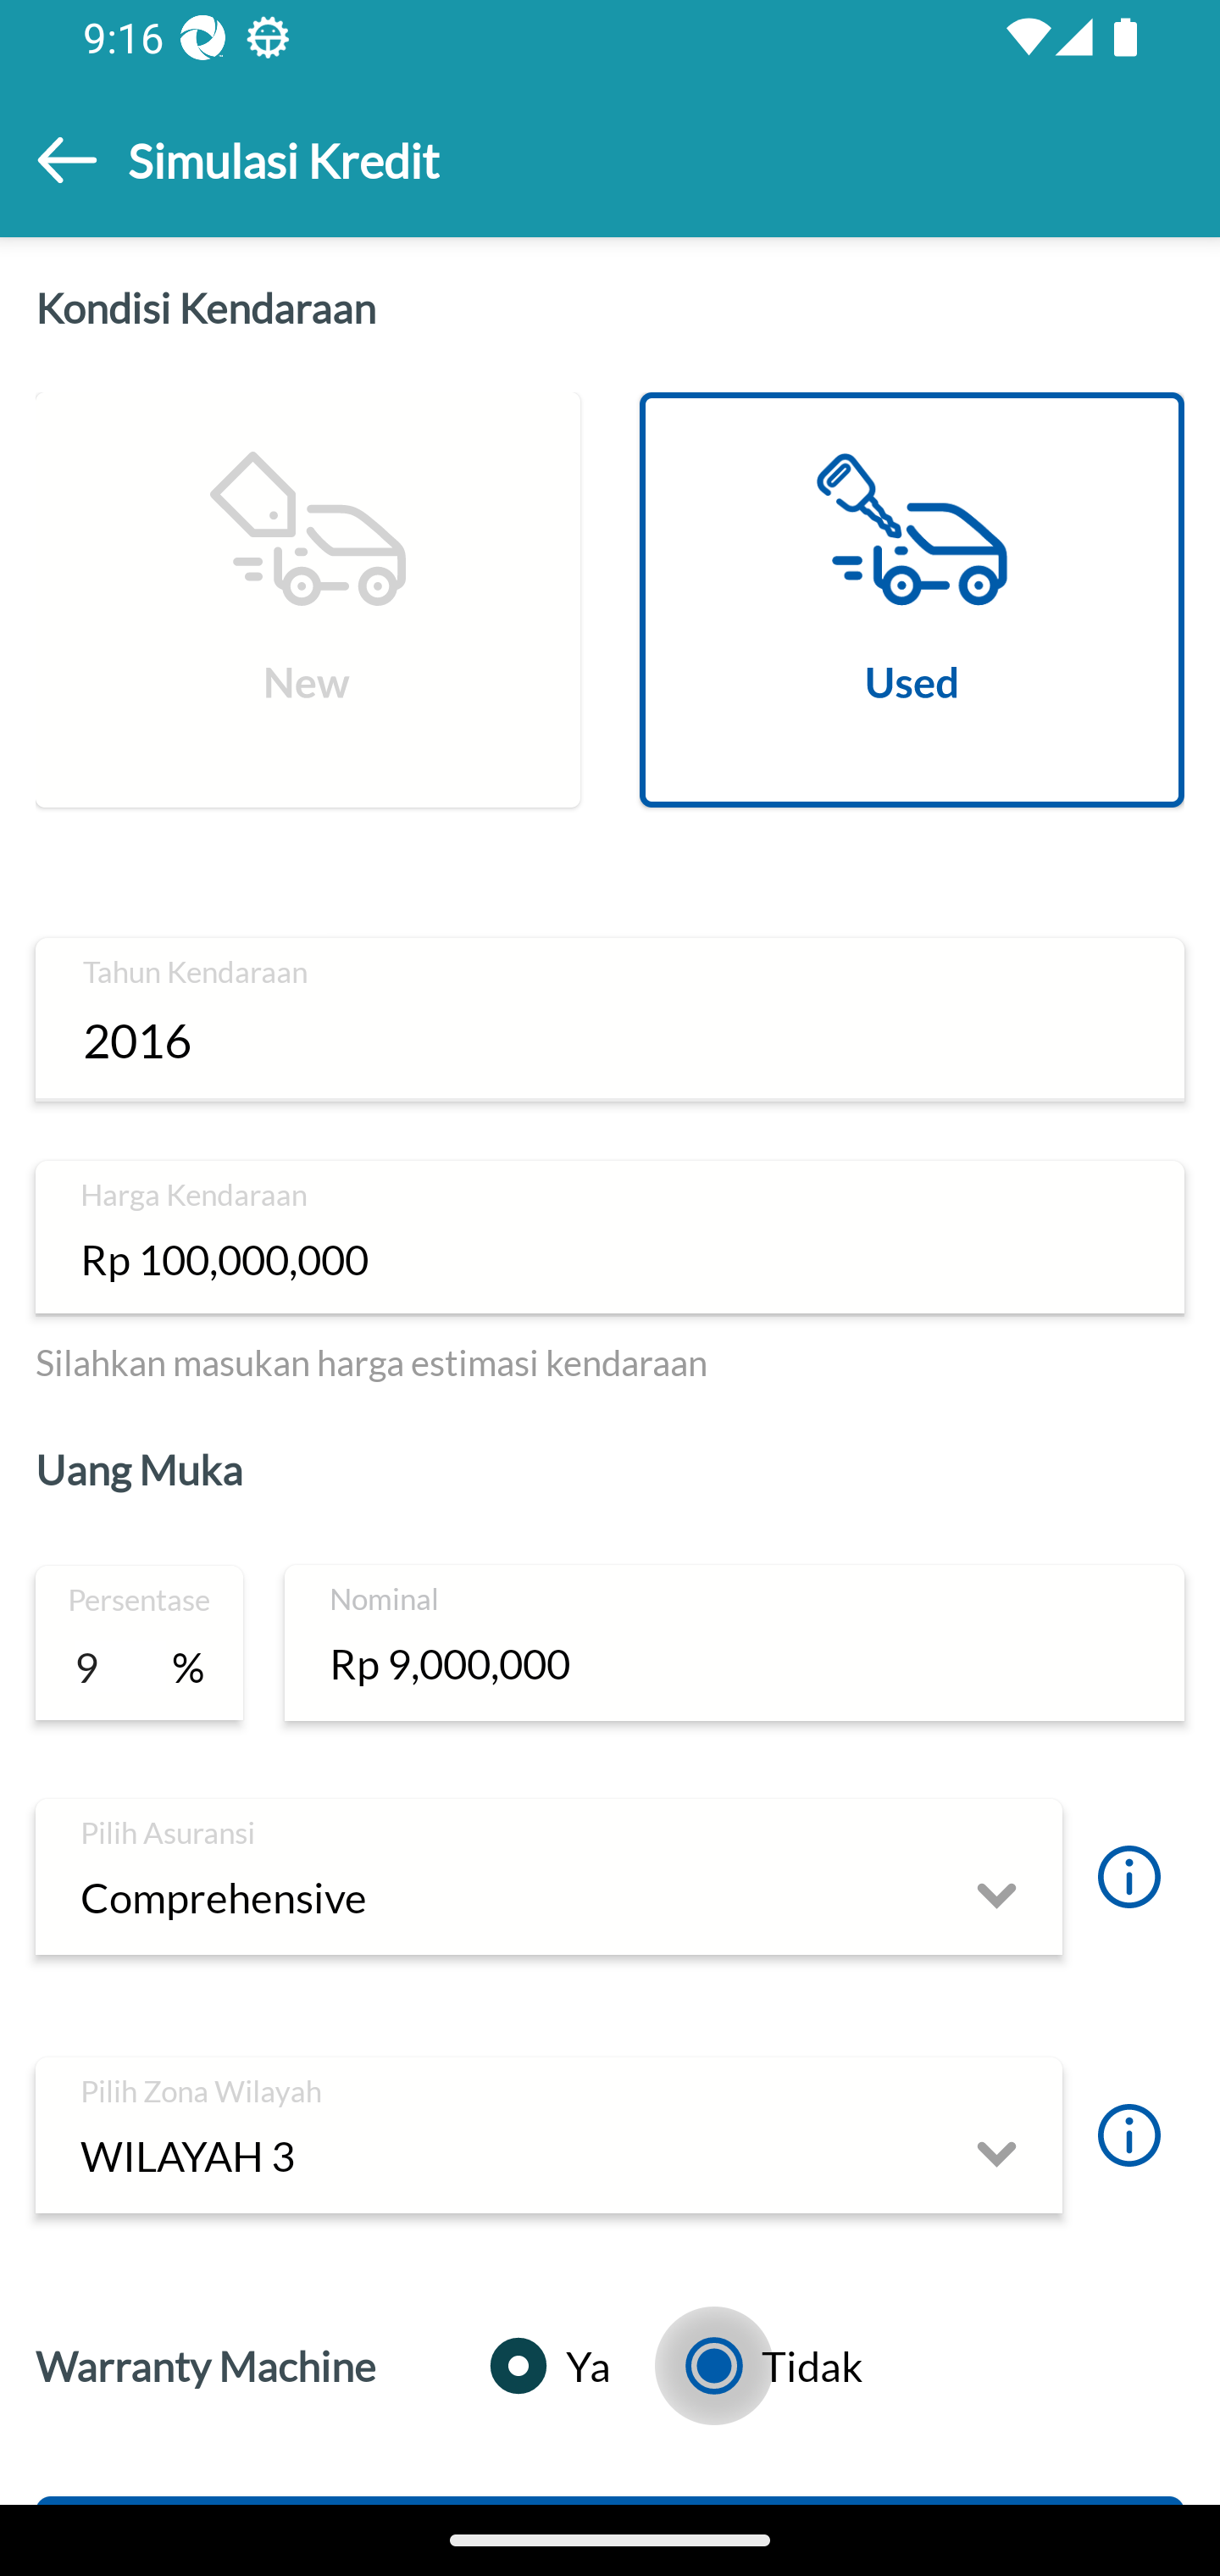 9:16
Simulasi Kredit
Kondisi Kendaraan
New
Used
Tahun Kendaraan
2016
Harga Kendaraan
Rp 100,000,000
Silahkan masukan harga estimasi kendaraan
Uang Muka
Persentase
9 %
Nominal
Rp 9,000,000
Pilih Asuransi
Comprehensive
Pilih Zona Wilayah
WILAYAH 3
Warranty Machine Ya Tidak